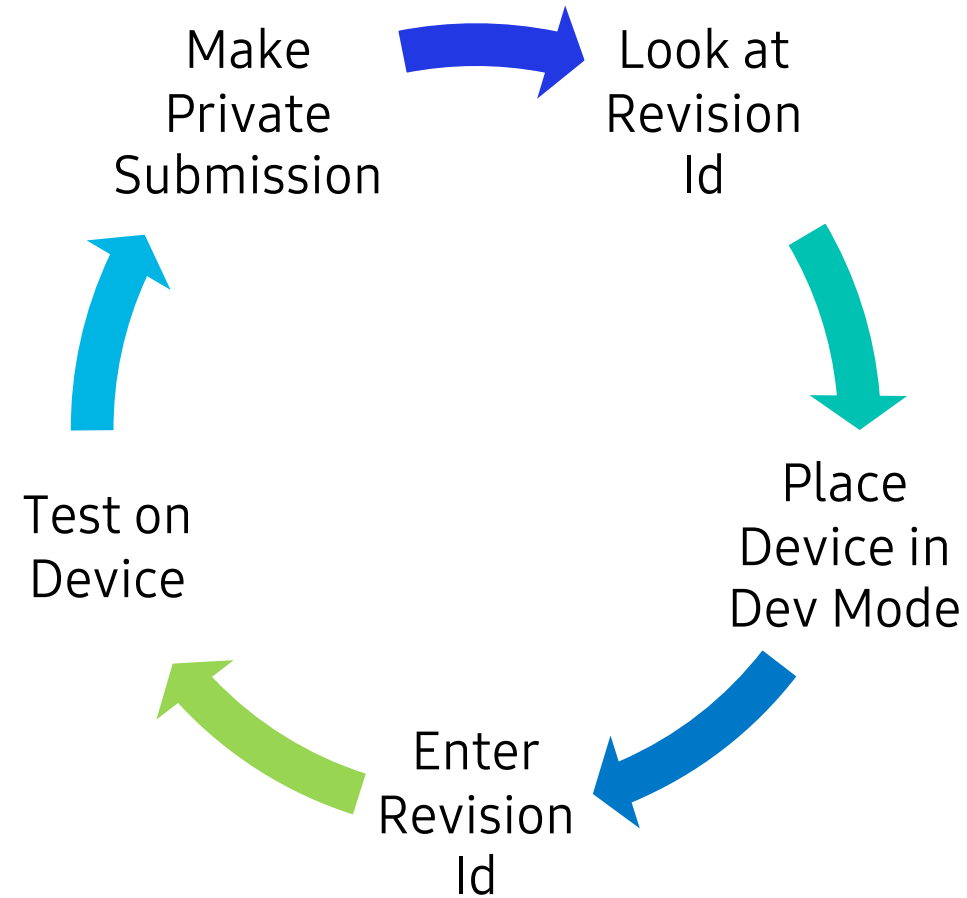 Make
Private
Submission
Look at
Revision
Id
Place
Device in
Dev Mode
Enter
Revision
Id
Test on
Device